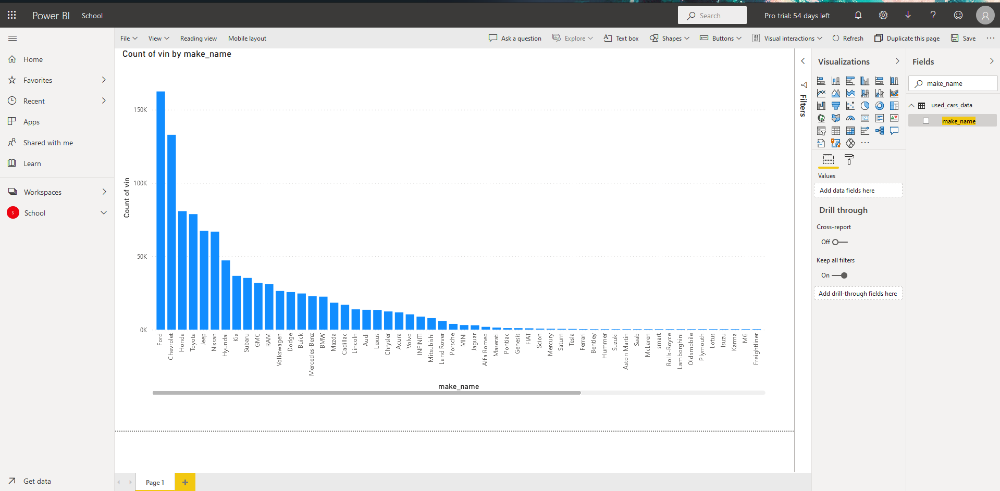 Power BI School
Search
Pro trial: 54 days left
File View Reading view Mobile layout
Ask a question Explore Text box Shapes Buttons Visual interactions Refresh Duplicate this page Save
Home
Favorites
Recent
Apps
Shared with me
Learn
Workspaces
S School
Get data
Count of vin by make_name
Count of vin
150K
100K
50K
0K
Ford
Chevrolet
Honda
Toyota
Jeep
Nissan
Hyundai
Kia
Subaru
GMC
RAM
Volkswagen
Dodge
Buick
Mercedes-Benz
BMW
Mazda
Cadillac
Lincoln
Audi
Lexus
Chrysler
Acura
Volvo
INFINITI
Mitsubishi
Land Rover
Porsche
MINI
Jaguar
Alfa Romeo
Maserati
Pontiac
Genesis
FIAT
Scion
Mercury
Saturn
Tesla
Ferrari
Bentley
Hummer
Suzuki
Aston Martin
Saab
McLaren
smart
Rolls-Royce
Lamborghini
Oldsmobile
Plymouth
Lotus
Isuzu
Karma
MG
Freightliner
make_name
Page 1
Filters
Visualizations
123
Values
Add data fields here
Drill through
Cross-report
Off
Keep all filters
On
Add drill-through fields here
Fields
make_name
used_cars_data
make_name